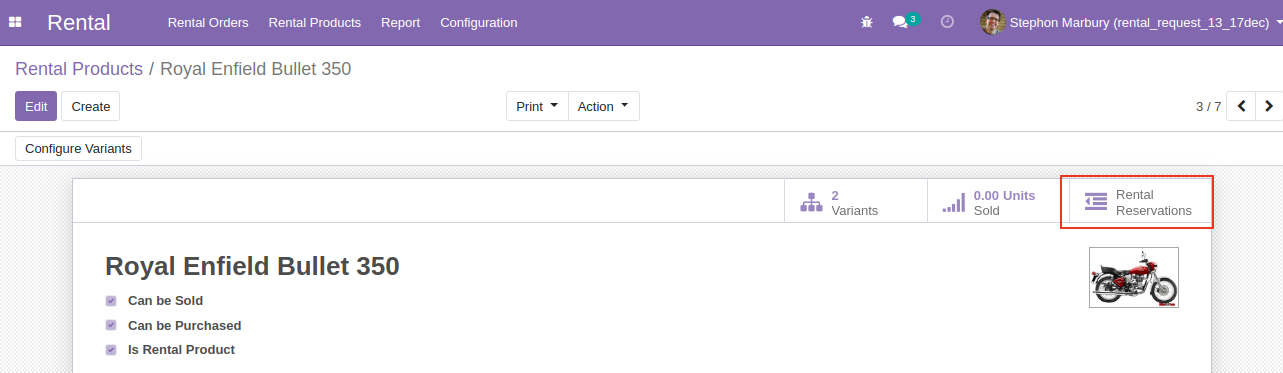 Rental
Rental Orders
Rental Products
Report
Configuration
3
Stephon Marbury (rental_request_13_17dec)
Rental Products / Royal Enfield Bullet 350
Edit
Create
Print
Action
3 / 7
Configure Variants
2
Variants
0.00 Units
Sold
Rental
Reservations
Royal Enfield Bullet 350
Can be Sold
Can be Purchased
Is Rental Product